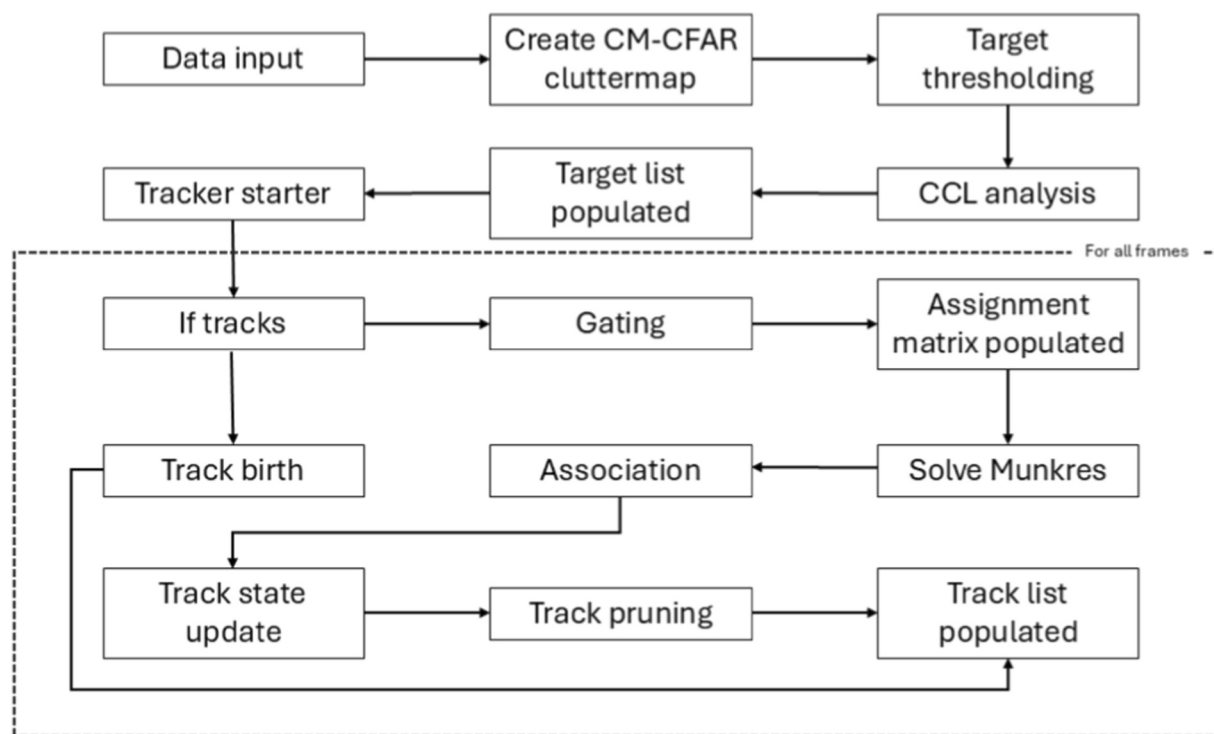 Data input
Create CM-CFAR
cluttermap
Target
thresholding
Tracker starter
Target list
populated
CCL analysis
For all frames
If tracks
Gating
Assignment
matrix populated
Track birth
Association
Solve Munkres
Track state
update
Track pruning
Track list
populated